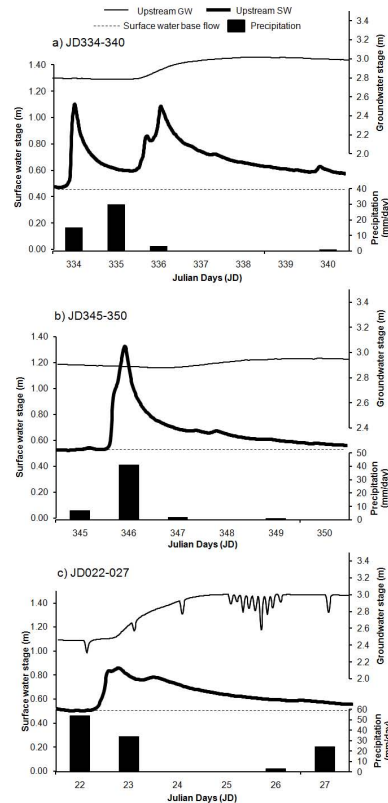 Upstream GW Upstream SW
Surface water base flow Precipitation
a) JD334-340
Surface water stage (m)
1.40
1.20
1.00
0.80
0.60
0.40
0.20
0.00
3.4
3.2
3.0
2.8
2.6
2.4
2.2
2.0
Groundwater stage (m)
40
30
20
10
0
Precipitation
(mm/day)
334 335 336 337 338 339 340
Julian Days (JD)
b) JD345-350
Surface water stage (m)
1.40
1.20
1.00
0.80
0.60
0.40
0.20
0.00
3.4
3.2
3.0
2.8
2.6
2.4
Groundwater stage (m)
50
40
30
20
10
0
Precipitation
(mm/day)
345 346 347 348 349 350
Julian Days (JD)
c) JD022-027
Surface water stage (m)
1.40
1.20
1.00
0.80
0.60
0.40
0.20
0.00
3.4
3.2
3.0
2.8
2.6
2.4
2.2
2.0
Groundwater stage (m)
60
50
40
30
20
10
0
Precipitation
(mm/day)
22 23 24 25 26 27
Julian Days (JD)